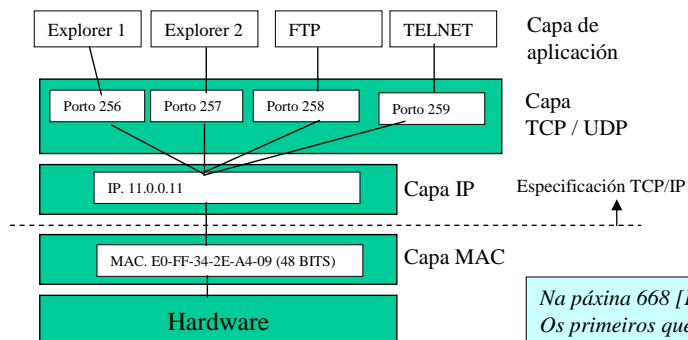 Explorer 1
Explorer 2
FTP
TELNET
Capa de
aplicación
Porto 256
Porto 257
Porto 258
Porto 259
Capa
TCP / UDP
IP. 11.0.0.11
Capa IP
Especificación TCP/IP
MAC. E0-FF-34-2E-A4-09 (48 BITS)
Capa MAC
Hardware
Na páxina 668 [
Os primeiros que